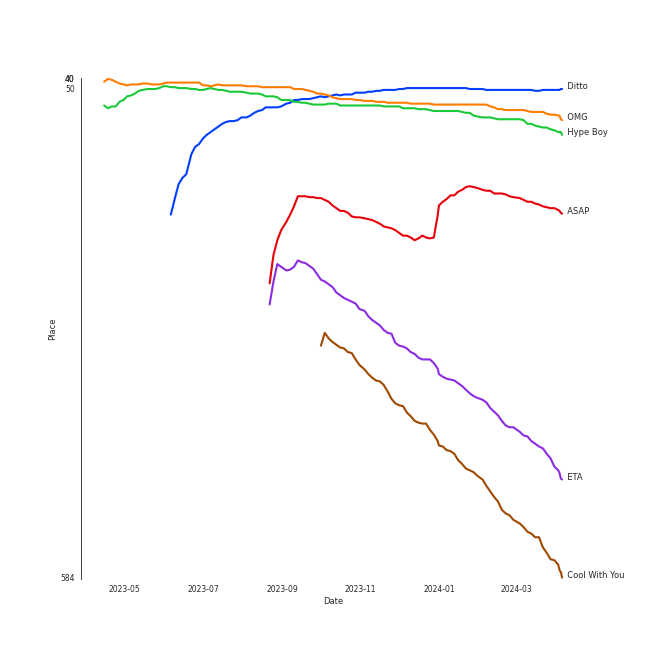 40
50
Ditto
OMG
Hype Boy
ASAP
Place
ETA
584
Cool With You
2023-05 2023-07 2023-09 2023-11 2024-01 2024-03
Date